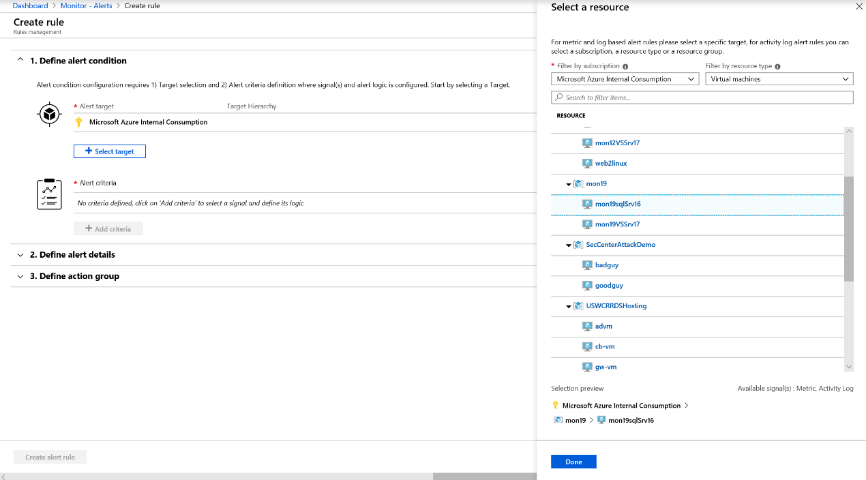 Dashboard > Monitor - Alerts > Create rule
Create rule
Rules management
1. Define alert condition
Alert condition configuration requires 1) Target selection and 2) Alert criteria definition where signal(s) and alert logic is configured. Start by selecting a Target.
* Alert target Target Hierarchy
Microsoft Azure Internal Consumption
+ Select target
* Alert criteria
No criteria defined, click on 'Add criteria' to select a signal and define its logic
+ Add criteria
2. Define alert details
3. Define action group
Create alert rule
Select a resource
For metric and log based alert rules please select a specific target, for activity log alert rules you can
select a subscription, a resource type or a resource group.
* Filter by subscription Filter by resource type
Microsoft Azure Internal Consumption Virtual machines
Search to filter items...
RESOURCE
mon12VSSrv17
web2linux
mon19
mon19sqlSrv16
mon19VSSrv17
SecCenterAttackDemo
badguy
goodguy
USWCRRDSHosting
advm
cb-vm
gw-vm
Selection preview Available signal(s) : Metric, Activity Log
Microsoft Azure Internal Consumption >
mon19 > mon19sqlSrv16
Done